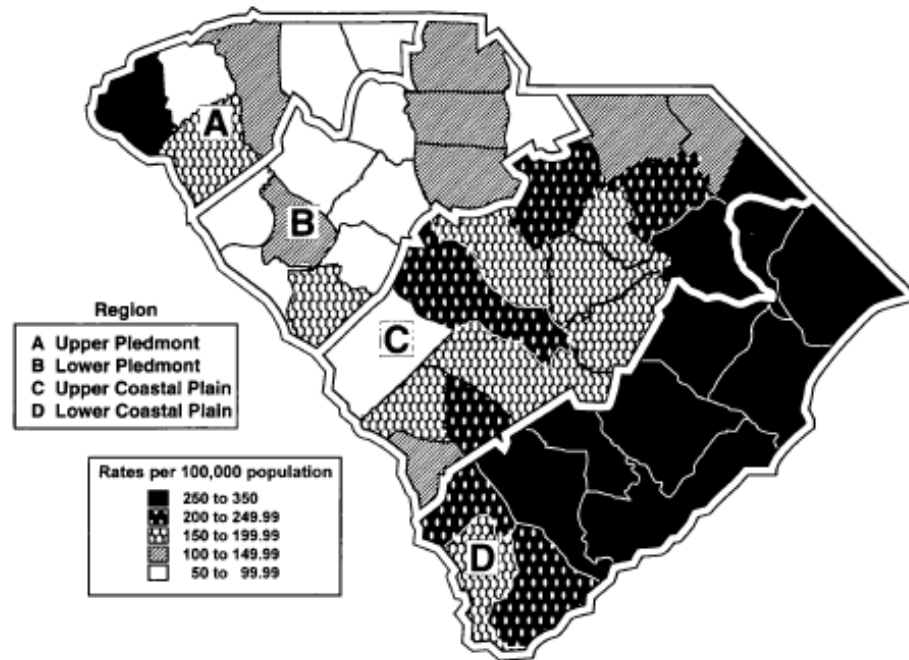 A
B
C
D
Region
A Upper Piedmont
B Lower Piedmont
C Upper Coastal Plain
D Lower Coastal Plain
Rates per 100,000 population
250 to 350
200 to 249.99
150 to 199.99
100 to 149.99
50 to 99.99